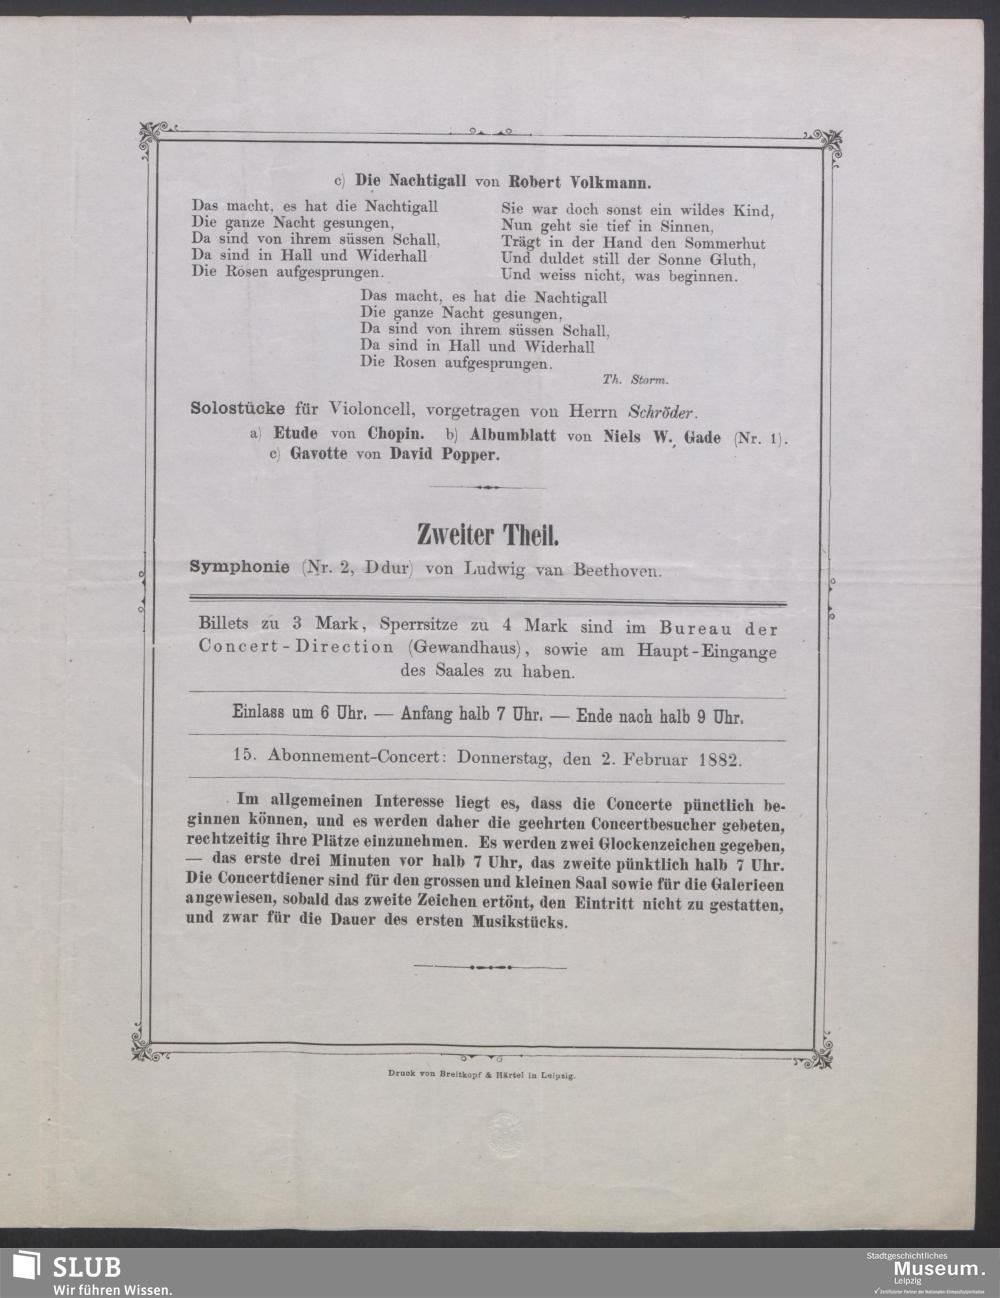 c) Die Nachtigall von Robert Volkmann.
Das macht, es hat die Nachtigall
Die ganze Nacht gesungen,
Da sind von ihrem süssen Schall,
Da sind in Hall und Widerhall
Die Rosen aufgesprungen.
Sie war doch sonst ein wildes Kind,
Nun geht sie tief in Sinnen,
Trägt in der Hand den Sommerhut
Und duldet still der Sonne Gluth,
Und weiss nicht, was beginnen.
Das macht, es hat die Nachtigall
Die ganze Nacht gesungen,
Da sind von ihrem süssen Schall,
Da sind in Hall und Widerhall
Die Rosen aufgesprungen.
Th. Storm.
Solostücke für Violoncell, vorgetragen von Herrn Schröder.
a) Etude von Chopin. b) Albumblatt von Niels W. Gade (Nr. 1).
c) Gavotte von David Popper.
Zweiter Theil.
Symphonie (Nr. 2, Ddur) von Ludwig van Beethoven.
Billets zu 3 Mark, Sperrsitze zu 4 Mark sind im Bureau der
Concert-Direction (Gewandhaus), sowie am Haupt-Eingange
des Saales zu haben.
Einlass um 6 Uhr. — Anfang halb 7 Uhr. — Ende nach halb 9 Uhr.
15. Abonnement-Concert: Donnerstag, den 2. Februar 1882.
Im allgemeinen Interesse liegt es, dass die Concerte pünctlich be-
ginnen können, und es werden daher die geehrten Concertbesucher gebeten,
rechtzeitig ihre Plätze einzunehmen. Es werden zwei Glockenzeichen gegeben,
— das erste drei Minuten vor halb 7 Uhr, das zweite pünktlich halb 7 Uhr.
Die Concertdiener sind für den grossen und kleinen Saal sowie für die Galerieen
angewiesen, sobald das zweite Zeichen ertönt, den Eintritt nicht zu gestatten,
und zwar für die Dauer des ersten Musikstücks.
Druck von Breitkopf & Härtel in Leipzig.
SLUB
Wir führen Wissen.
Stadtgeschichtliches
Museum.
Leipzig
Zertifizierter Partner der Nationalen Klimaschutzinitiative